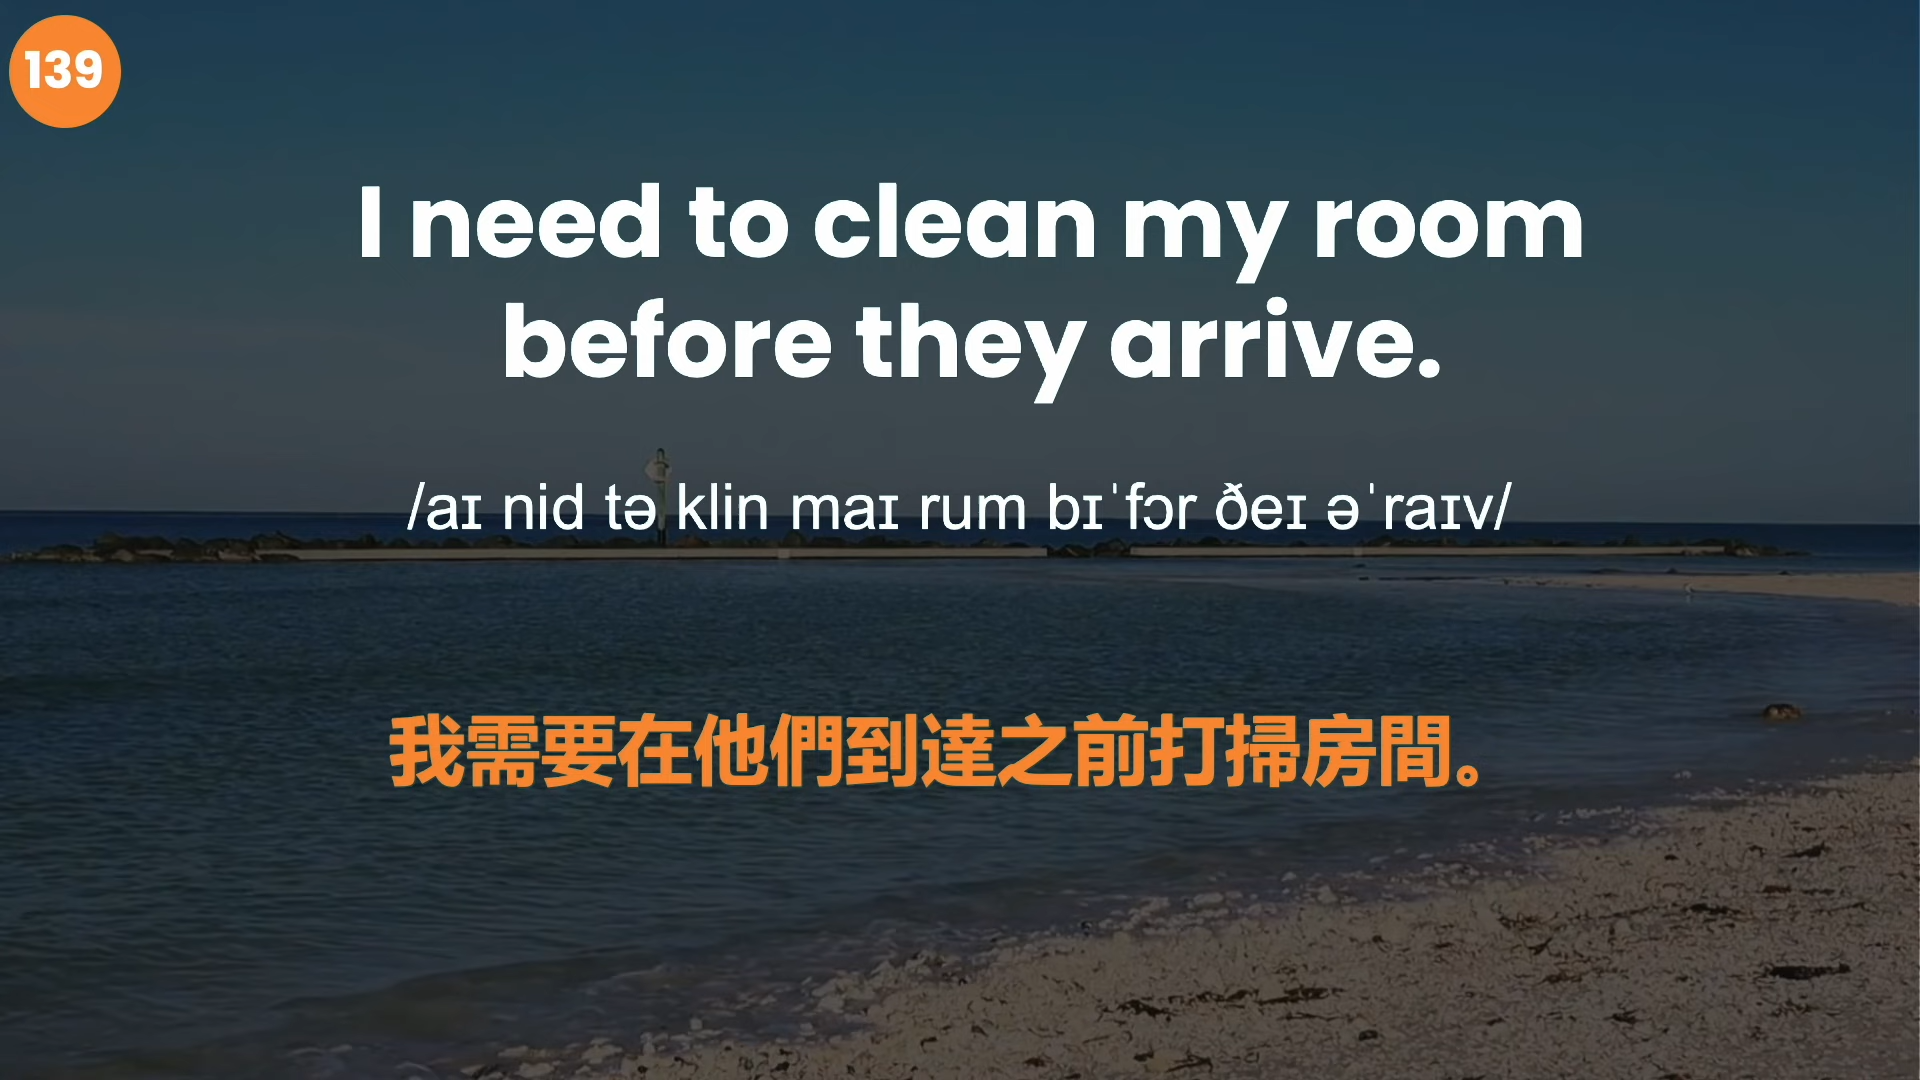 139
I need to clean my room
before they arrive.
/aɪ nid tə klin maɪ rum bɪˈfɔr ðeɪ əˈraɪv/
我需要在他們到達之前打掃房間。